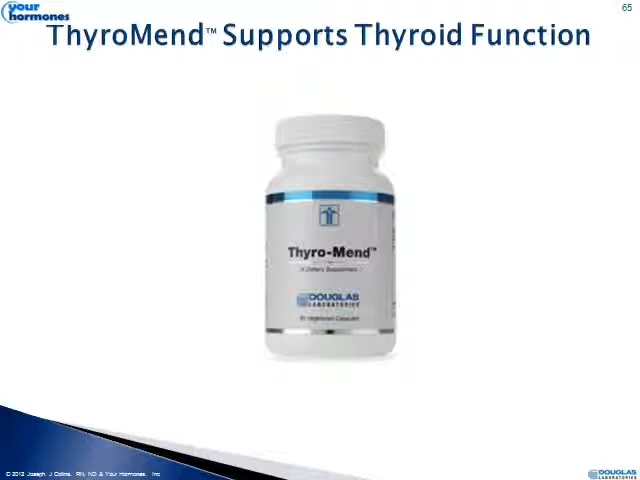 your
hormones
65
ThyroMend™ Supports Thyroid Function
Thyro-Mend™
A Dietary Supplement
DOUGLAS
LABORATORIES
Vegetarian Capsules
© 2012 Joseph J Collins, RN, ND & Your Hormones, Inc
DOUGLAS
LABORATORIES